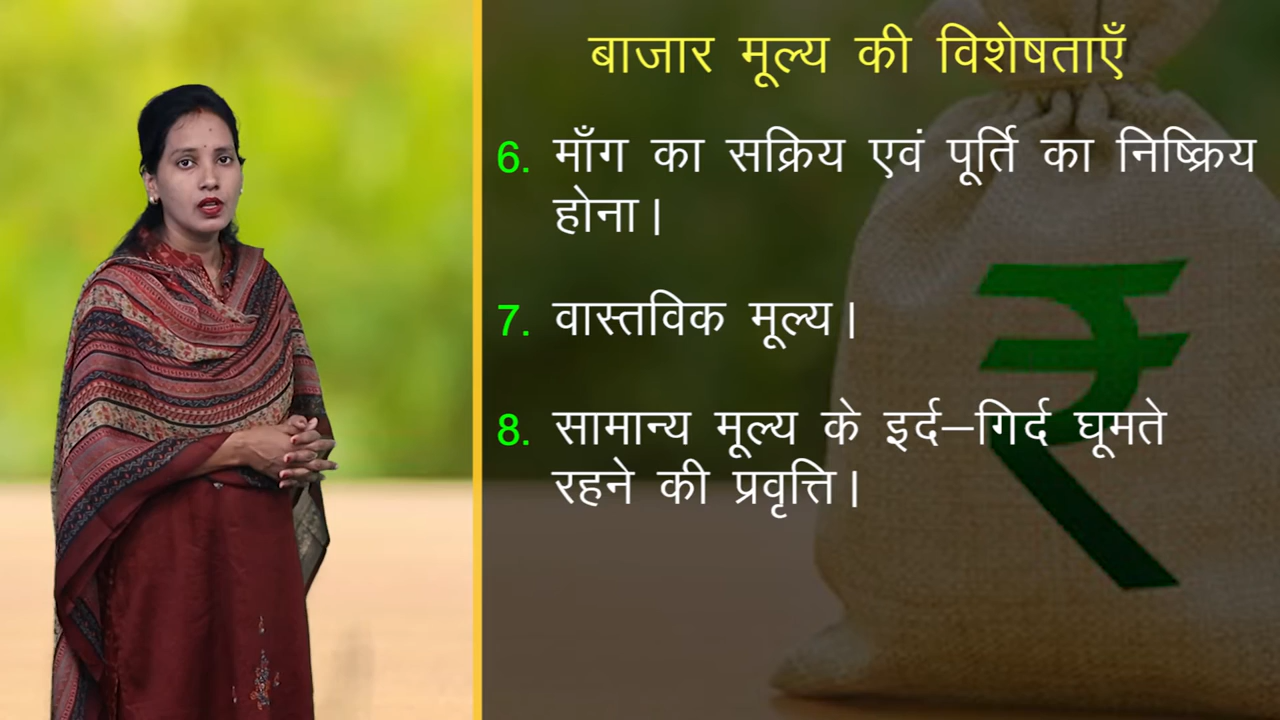 बाजार मूल्य की विशेषताएँ
6. माँग का सक्रिय एवं पूर्ति का निष्क्रिय
होना।
7. वास्तविक मूल्य।
8. सामान्य मूल्य के इर्द–गिर्द घूमते
रहने की प्रवृत्ति।